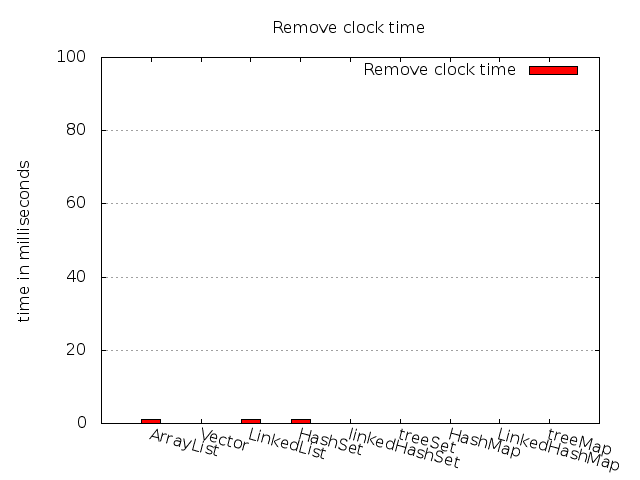 Remove clock time
Remove clock time
100
80
60
40
20
0
time in milliseconds
ArrayList
Vector
LinkedList
HashSet
linkedHashSet
treeSet
HashMap
LinkedHashMap
treeMap